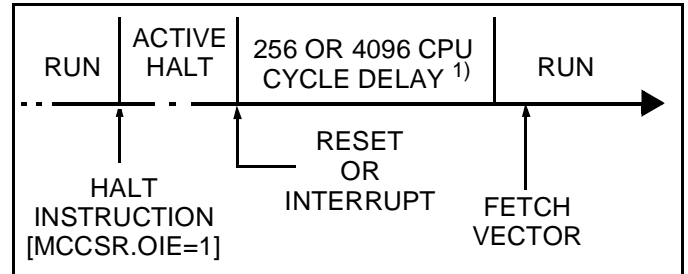 RUN
ACTIVE
HALT
256 OR 4096 CPU
CYCLE DELAY 1)
RUN
RESET
OR
INTERRUPT
HALT
INSTRUCTION
[MCCSR.OIE=1]
FETCH
VECTOR